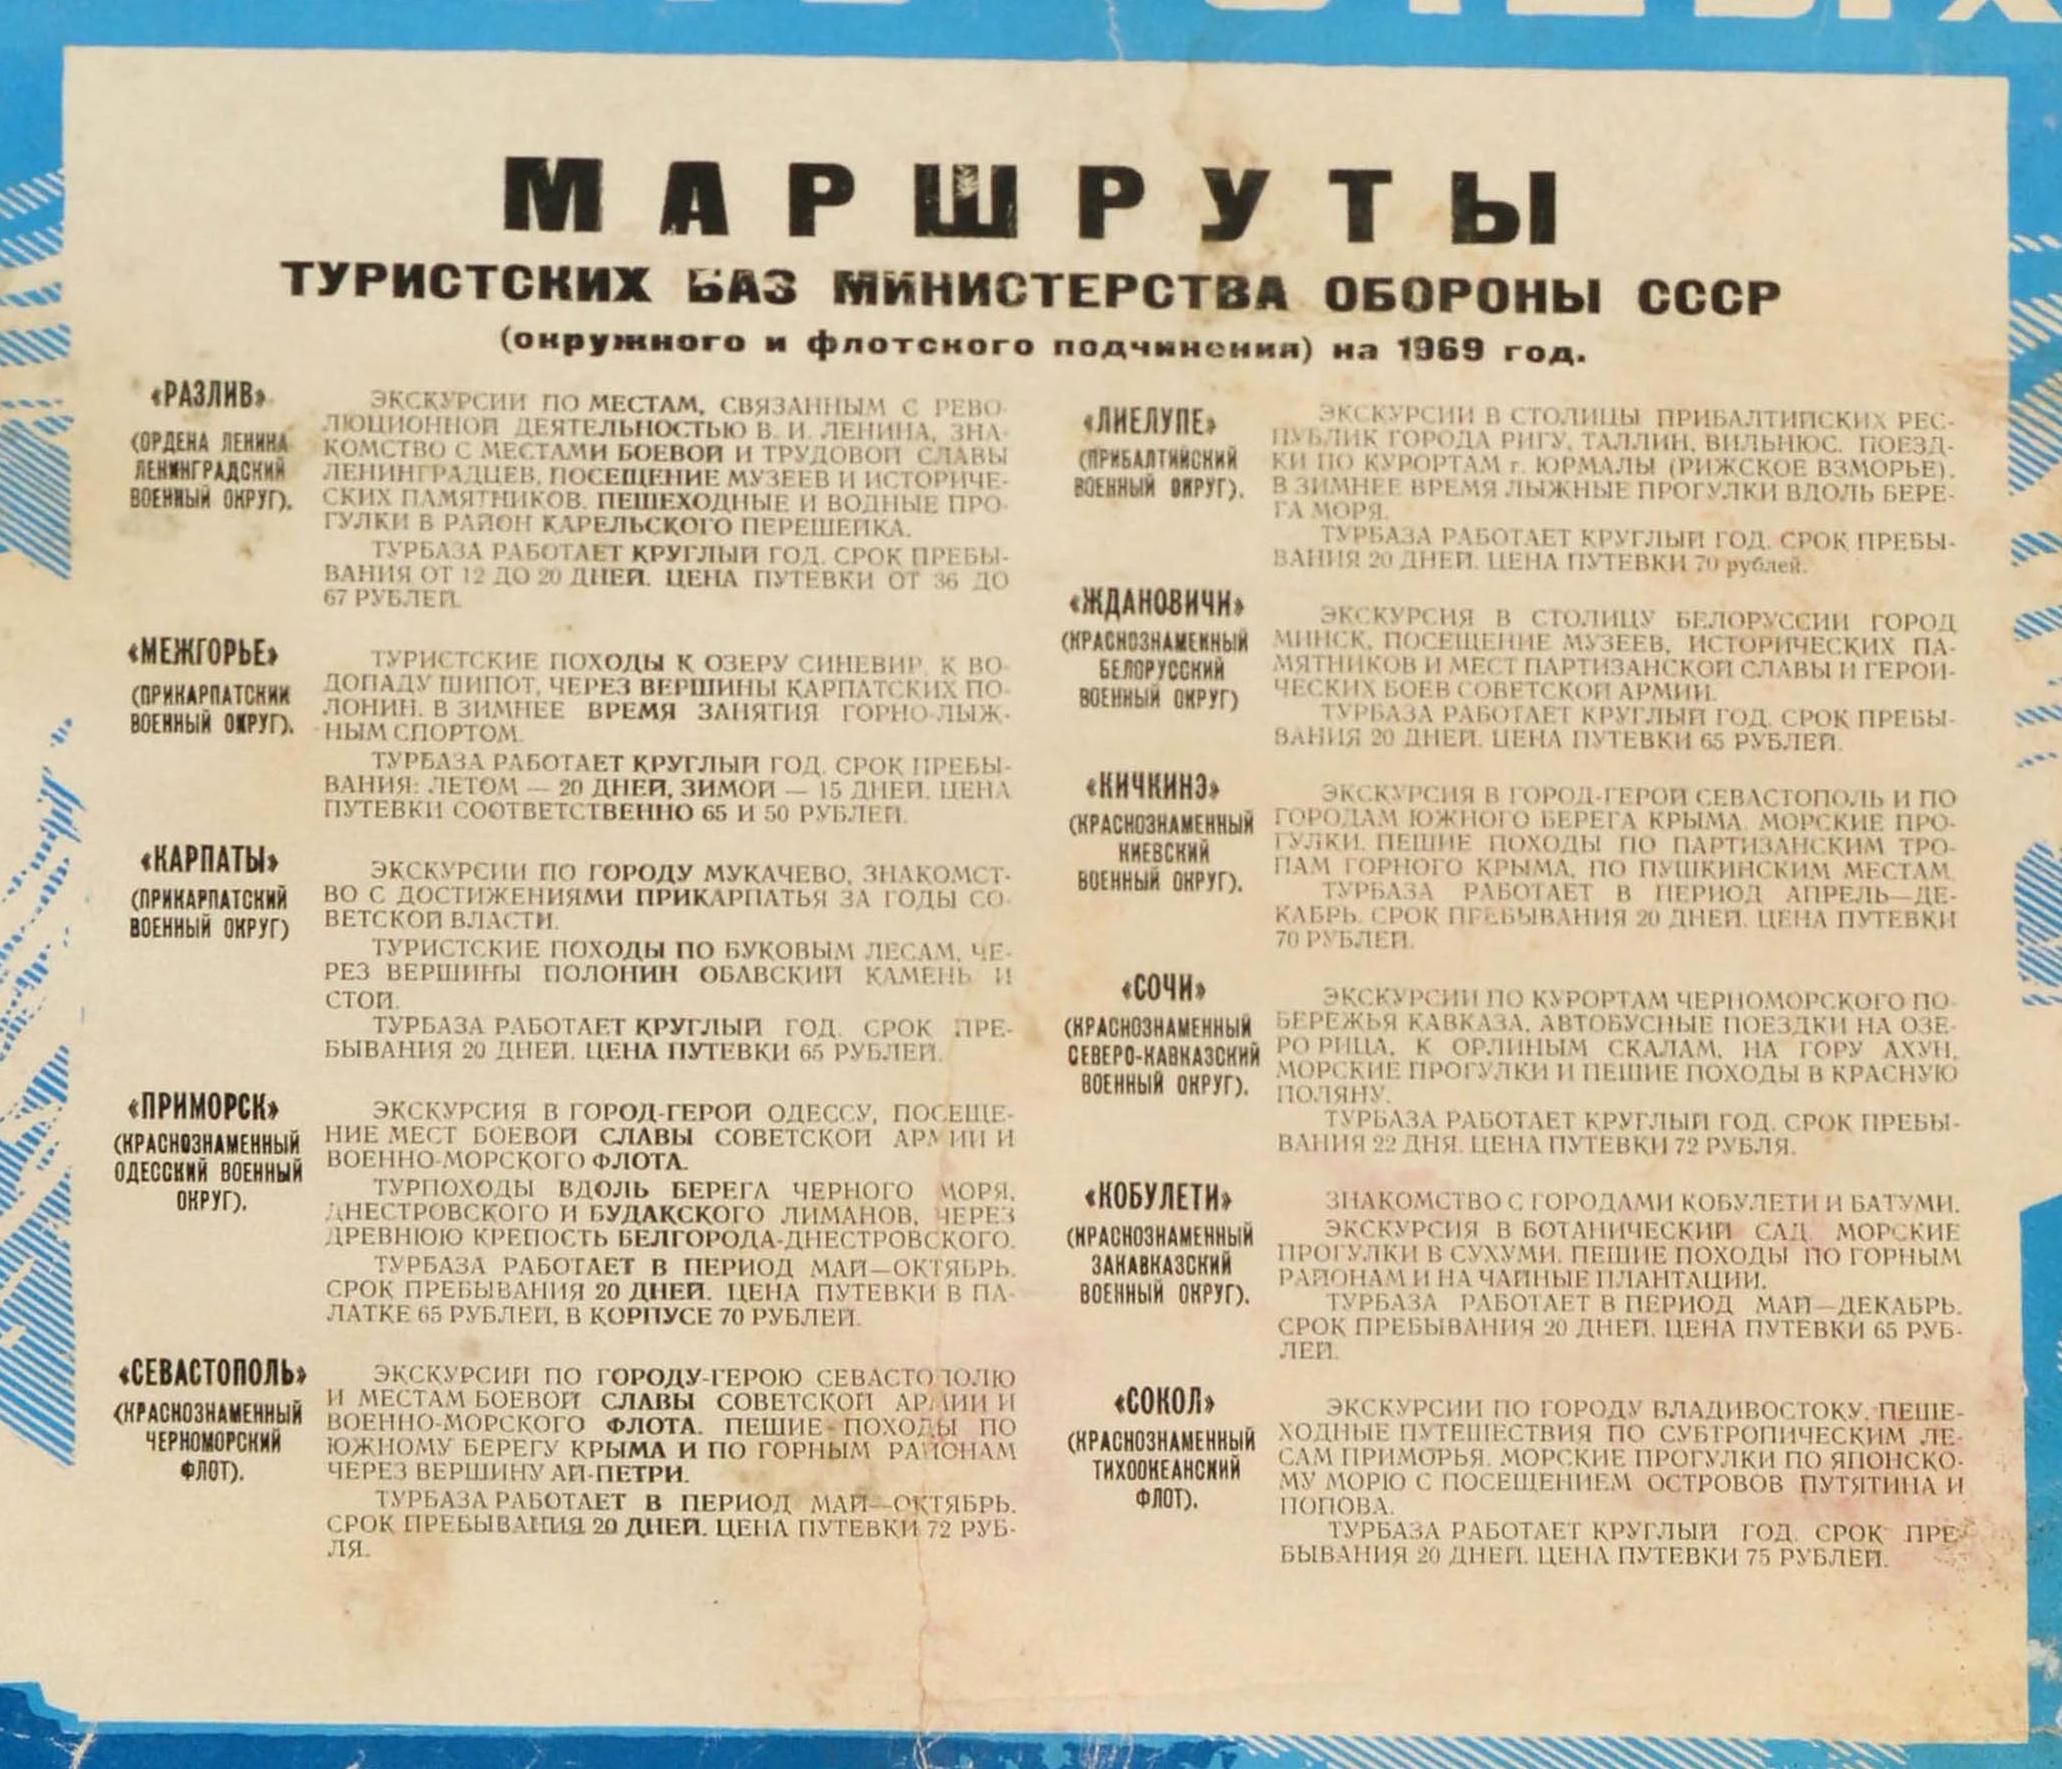 МАРШРУТЫ
ТУРИСТСКИХ БАЗ МИНИСТЕРСТВА ОБОРОНЫ СССР
(окружного и флотского подчинения) на 1969 год.
«РАЗЛИВ»
(ОРДЕНА ЛЕНИНА
ЛЕНИНГРАДСКИЙ
ВОЕННЫЙ ОКРУГ).
ЭКСКУРСИИ ПО МЕСТАМ, СВЯЗАННЫМ С РЕВО-
ЛЮЦИОННОЙ ДЕЯТЕЛЬНОСТЬЮ В. И. ЛЕНИНА, ЗНА-
КОМСТВО С МЕСТАМИ БОЕВОЙ И ТРУДОВОЙ СЛАВЫ
ЛЕНИНГРАДЦЕВ, ПОСЕЩЕНИЕ МУЗЕЕВ И ИСТОРИЧЕ-
СКИХ ПАМЯТНИКОВ. ПЕШЕХОДНЫЕ И ВОДНЫЕ ПРО-
ГУЛКИ В РАЙОН КАРЕЛЬСКОГО ПЕРЕШЕЙКА.
ТУРБАЗА РАБОТАЕТ КРУГЛЫЙ ГОД. СРОК ПРЕБЫ-
ВАНИЯ ОТ 12 ДО 20 ДНЕЙ. ЦЕНА ПУТЕВКИ ОТ 36 ДО
67 РУБЛЕЙ.
«МЕЖГОРЬЕ»
(ПРИКАРПАТСКИЙ
ВОЕННЫЙ ОКРУГ).
ТУРИСТСКИЕ ПОХОДЫ К ОЗЕРУ СИНЕВИР, К ВО-
ДОПАДУ ШИПОТ, ЧЕРЕЗ ВЕРШИНЫ КАРПАТСКИХ ПО-
ЛОНИН. В ЗИМНЕЕ ВРЕМЯ ЗАНЯТИЯ ГОРНО-ЛЫЖ-
НЫМ СПОРТОМ.
ТУРБАЗА РАБОТАЕТ КРУГЛЫЙ ГОД. СРОК ПРЕБЫ-
ВАНИЯ: ЛЕТОМ — 20 ДНЕЙ, ЗИМОЙ — 15 ДНЕЙ. ЦЕНА
ПУТЕВКИ СООТВЕТСТВЕННО 65 И 50 РУБЛЕЙ.
«КАРПАТЫ»
(ПРИКАРПАТСКИЙ
ВОЕННЫЙ ОКРУГ)
ЭКСКУРСИИ ПО ГОРОДУ МУКАЧЕВО, ЗНАКОМСТ-
ВО С ДОСТИЖЕНИЯМИ ПРИКАРПАТЬЯ ЗА ГОДЫ СО-
ВЕТСКОЙ ВЛАСТИ.
ТУРИСТСКИЕ ПОХОДЫ ПО БУКОВЫМ ЛЕСАМ, ЧЕ-
РЕЗ ВЕРШИНЫ ПОЛОНИН ОБАВСКИЙ КАМЕНЬ И
СТОЙ.
ТУРБАЗА РАБОТАЕТ КРУГЛЫЙ ГОД. СРОК ПРЕ-
БЫВАНИЯ 20 ДНЕЙ. ЦЕНА ПУТЕВКИ 65 РУБЛЕЙ.
«ПРИМОРСК»
(КРАСНОЗНАМЕННЫЙ
ОДЕССКИЙ ВОЕННЫЙ
ОКРУГ).
ЭКСКУРСИЯ В ГОРОД-ГЕРОЙ ОДЕССУ, ПОСЕЩЕ-
НИЕ МЕСТ БОЕВОЙ СЛАВЫ СОВЕТСКОЙ АРМИИ И
ВОЕННО-МОРСКОГО ФЛОТА.
ТУРПОХОДЫ ВДОЛЬ БЕРЕГА ЧЕРНОГО МОРЯ,
ДНЕСТРОВСКОГО И БУДАКСКОГО ЛИМАНОВ, ЧЕРЕЗ
ДРЕВНЮЮ КРЕПОСТЬ БЕЛГОРОДА-ДНЕСТРОВСКОГО.
ТУРБАЗА РАБОТАЕТ В ПЕРИОД МАЙ—ОКТЯБРЬ.
СРОК ПРЕБЫВАНИЯ 20 ДНЕЙ. ЦЕНА ПУТЕВКИ В ПА-
ЛАТКЕ 65 РУБЛЕЙ, В КОРПУСЕ 70 РУБЛЕЙ.
«СЕВАСТОПОЛЬ»
(КРАСНОЗНАМЕННЫЙ
ЧЕРНОМОРСКИЙ
ФЛОТ).
ЭКСКУРСИИ ПО ГОРОДУ-ГЕРОЮ СЕВАСТОПОЛЮ
И МЕСТАМ БОЕВОЙ СЛАВЫ СОВЕТСКОЙ АРМИИ И
ВОЕННО-МОРСКОГО ФЛОТА. ПЕШИЕ ПОХОДЫ ПО
ЮЖНОМУ БЕРЕГУ КРЫМА И ПО ГОРНЫМ РАЙОНАМ
ЧЕРЕЗ ВЕРШИНУ АЙ-ПЕТРИ.
ТУРБАЗА РАБОТАЕТ В ПЕРИОД МАЙ—ОКТЯБРЬ.
СРОК ПРЕБЫВАНИЯ 20 ДНЕЙ. ЦЕНА ПУТЕВКИ 72 РУБ-
ЛЯ.
«ЛИЕЛУПЕ»
(ПРИБАЛТИЙСКИЙ
ВОЕННЫЙ ОКРУГ).
ЭКСКУРСИИ В СТОЛИЦЫ ПРИБАЛТИЙСКИХ РЕС-
ПУБЛИК ГОРОДА РИГУ, ТАЛЛИН, ВИЛЬНЮС. ПОЕЗД-
КИ ПО КУРОРТАМ г. ЮРМАЛЫ (РИЖСКОЕ ВЗМОРЬЕ).
В ЗИМНЕЕ ВРЕМЯ ЛЫЖНЫЕ ПРОГУЛКИ ВДОЛЬ БЕРЕ-
ГА МОРЯ.
ТУРБАЗА РАБОТАЕТ КРУГЛЫЙ ГОД. СРОК ПРЕБЫ-
ВАНИЯ 20 ДНЕЙ. ЦЕНА ПУТЕВКИ 70 рублей.
«ЖДАНОВИЧИ»
(КРАСНОЗНАМЕННЫЙ
БЕЛОРУССКИЙ
ВОЕННЫЙ ОКРУГ)
ЭКСКУРСИЯ В СТОЛИЦУ БЕЛОРУССИИ ГОРОД
МИНСК, ПОСЕЩЕНИЕ МУЗЕЕВ, ИСТОРИЧЕСКИХ ПА-
МЯТНИКОВ И МЕСТ ПАРТИЗАНСКОЙ СЛАВЫ И ГЕРОИ-
ЧЕСКИХ БОЕВ СОВЕТСКОЙ АРМИИ.
ТУРБАЗА РАБОТАЕТ КРУГЛЫЙ ГОД. СРОК ПРЕБЫ-
ВАНИЯ 20 ДНЕЙ. ЦЕНА ПУТЕВКИ 65 РУБЛЕЙ.
«КИЧКИНЭ»
(КРАСНОЗНАМЕННЫЙ
КИЕВСКИЙ
ВОЕННЫЙ ОКРУГ).
ЭКСКУРСИЯ В ГОРОД-ГЕРОЙ СЕВАСТОПОЛЬ И ПО
ГОРОДАМ ЮЖНОГО БЕРЕГА КРЫМА. МОРСКИЕ ПРО-
ГУЛКИ. ПЕШИЕ ПОХОДЫ ПО ПАРТИЗАНСКИМ ТРО-
ПАМ ГОРНОГО КРЫМА, ПО ПУШКИНСКИМ МЕСТАМ.
ТУРБАЗА РАБОТАЕТ В ПЕРИОД АПРЕЛЬ—ДЕ-
КАБРЬ. СРОК ПРЕБЫВАНИЯ 20 ДНЕЙ. ЦЕНА ПУТЕВКИ
70 РУБЛЕЙ.
«СОЧИ»
(КРАСНОЗНАМЕННЫЙ
СЕВЕРО-КАВКАЗСКИЙ
ВОЕННЫЙ ОКРУГ).
ЭКСКУРСИИ ПО КУРОРТАМ ЧЕРНОМОРСКОГО ПО-
БЕРЕЖЬЯ КАВКАЗА, АВТОБУСНЫЕ ПОЕЗДКИ НА ОЗЕ-
РО РИЦА, К ОРЛИНЫМ СКАЛАМ, НА ГОРУ АХУН,
МОРСКИЕ ПРОГУЛКИ И ПЕШИЕ ПОХОДЫ В КРАСНУЮ
ПОЛЯНУ.
ТУРБАЗА РАБОТАЕТ КРУГЛЫЙ ГОД. СРОК ПРЕБЫ-
ВАНИЯ 22 ДНЯ. ЦЕНА ПУТЕВКИ 72 РУБЛЯ.
«КОБУЛЕТИ»
(КРАСНОЗНАМЕННЫЙ
ЗАКАВКАЗСКИЙ
ВОЕННЫЙ ОКРУГ).
ЗНАКОМСТВО С ГОРОДАМИ КОБУЛЕТИ И БАТУМИ.
ЭКСКУРСИЯ В БОТАНИЧЕСКИЙ САД. МОРСКИЕ
ПРОГУЛКИ В СУХУМИ. ПЕШИЕ ПОХОДЫ ПО ГОРНЫМ
РАЙОНАМ И НА ЧАЙНЫЕ ПЛАНТАЦИИ.
ТУРБАЗА РАБОТАЕТ В ПЕРИОД МАЙ—ДЕКАБРЬ.
СРОК ПРЕБЫВАНИЯ 20 ДНЕЙ. ЦЕНА ПУТЕВКИ 65 РУБ-
ЛЕЙ.
«СОКОЛ»
(КРАСНОЗНАМЕННЫЙ
ТИХООКЕАНСКИЙ
ФЛОТ).
ЭКСКУРСИИ ПО ГОРОДУ ВЛАДИВОСТОКУ. ПЕШЕ-
ХОДНЫЕ ПУТЕШЕСТВИЯ ПО СУБТРОПИЧЕСКИМ ЛЕ-
САМ ПРИМОРЬЯ. МОРСКИЕ ПРОГУЛКИ ПО ЯПОНСКО-
МУ МОРЮ С ПОСЕЩЕНИЕМ ОСТРОВОВ ПУТЯТИНА И
ПОПОВА.
ТУРБАЗА РАБОТАЕТ КРУГЛЫЙ ГОД. СРОК ПРЕ-
БЫВАНИЯ 20 ДНЕЙ. ЦЕНА ПУТЕВКИ 75 РУБЛЕЙ.